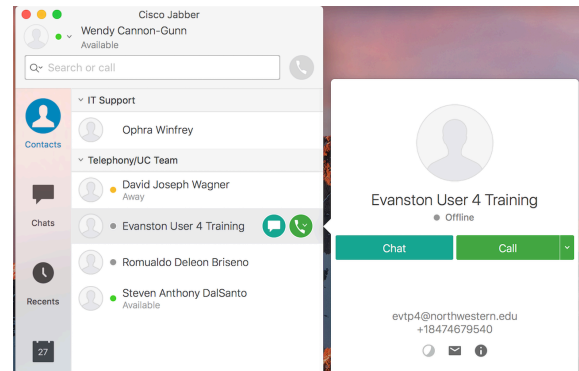 Cisco Jabber
Wendy Cannon-Gunn
Available
Search or call
Contacts
Chats
Recents
27
IT Support
Ophra Winfrey
Telephony/UC Team
David Joseph Wagner
Away
Evanston User 4 Training
Romualdo Deleon Briseno
Steven Anthony DalSanto
Available
Evanston User 4 Training
Offline
Chat Call
evtp4@northwestern.edu
+18474679540